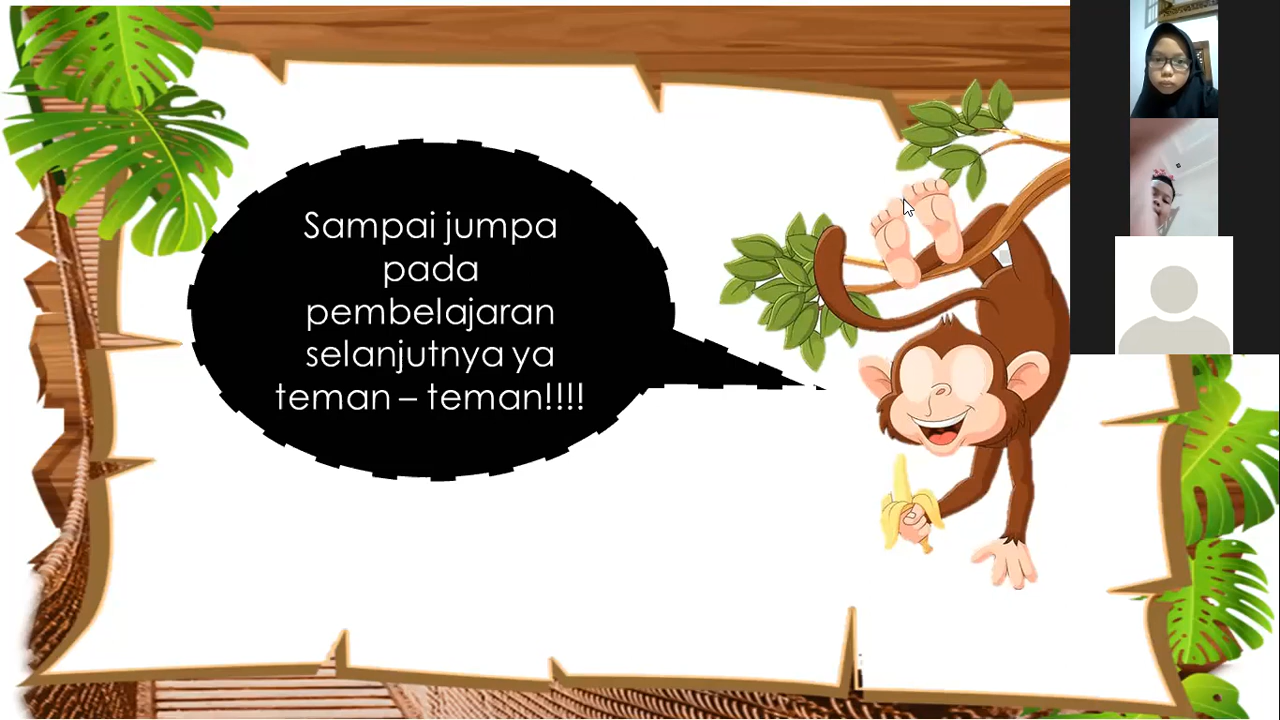 Sampai jumpa
pada
pembelajaran
selanjutnya ya
teman – teman!!!!